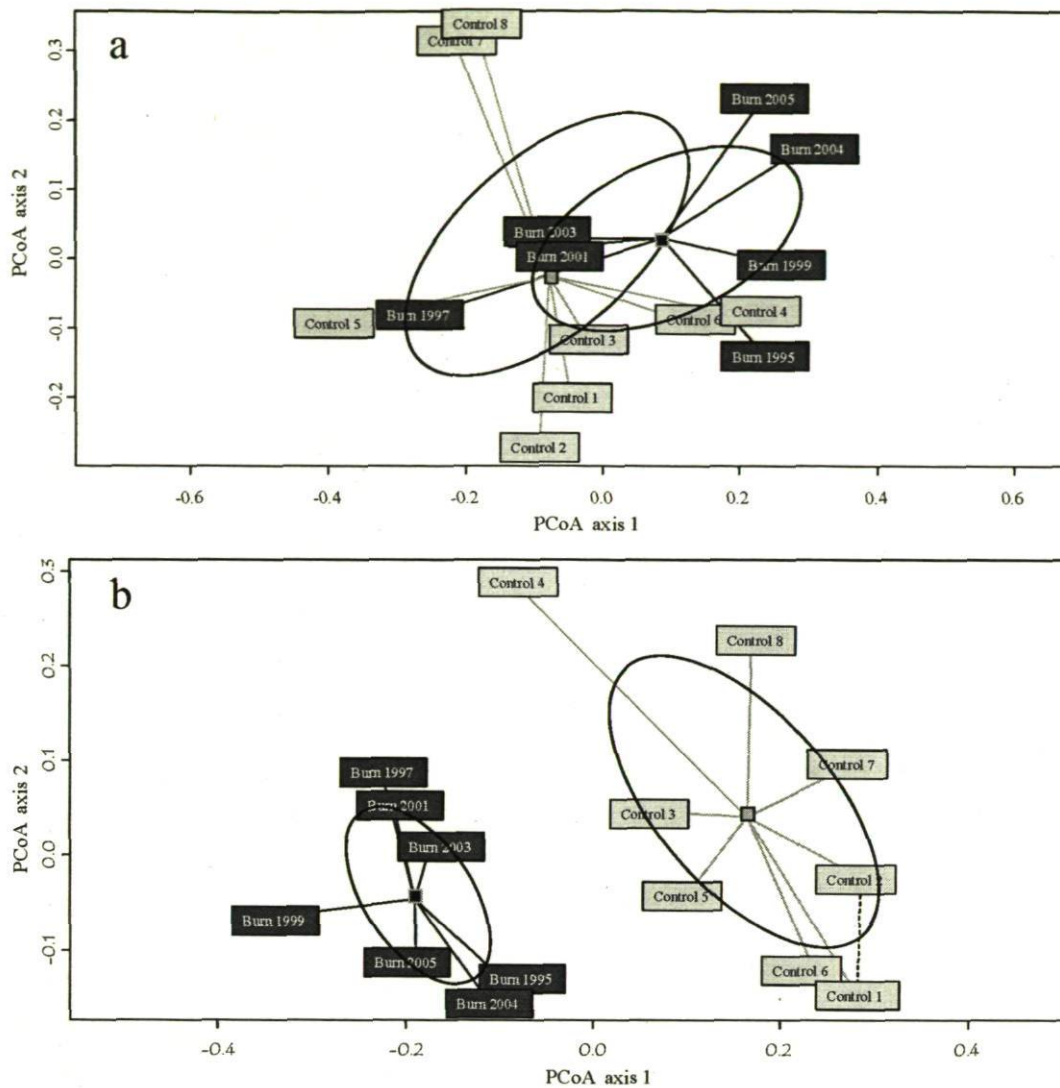 a
0.3
0.2
0.1
0.0
-0.1
-0.2
PCoA axis 2
Control 8
Control 7
Burn 2005
Burn 2004
Burn 2003
Burn 2001
Burn 1999
Burn 1997
Control 5
Control 6
Control 4
Control 3
Burn 1995
Control 1
Control 2
-0.6
-0.4
-0.2
0.0
0.2
0.4
0.6
PCoA axis 1
b
0.3
0.2
0.1
0.0
-0.1
PCoA axis 2
Control 4
Control 8
Burn 1997
Control 7
Burn 2001
Control 3
Burn 2003
Control 2
Control 5
Burn 1999
Burn 2005
Burn 1995
Control 6
Burn 2004
Control 1
-0.4
-0.2
0.0
0.2
0.4
PCoA axis 1